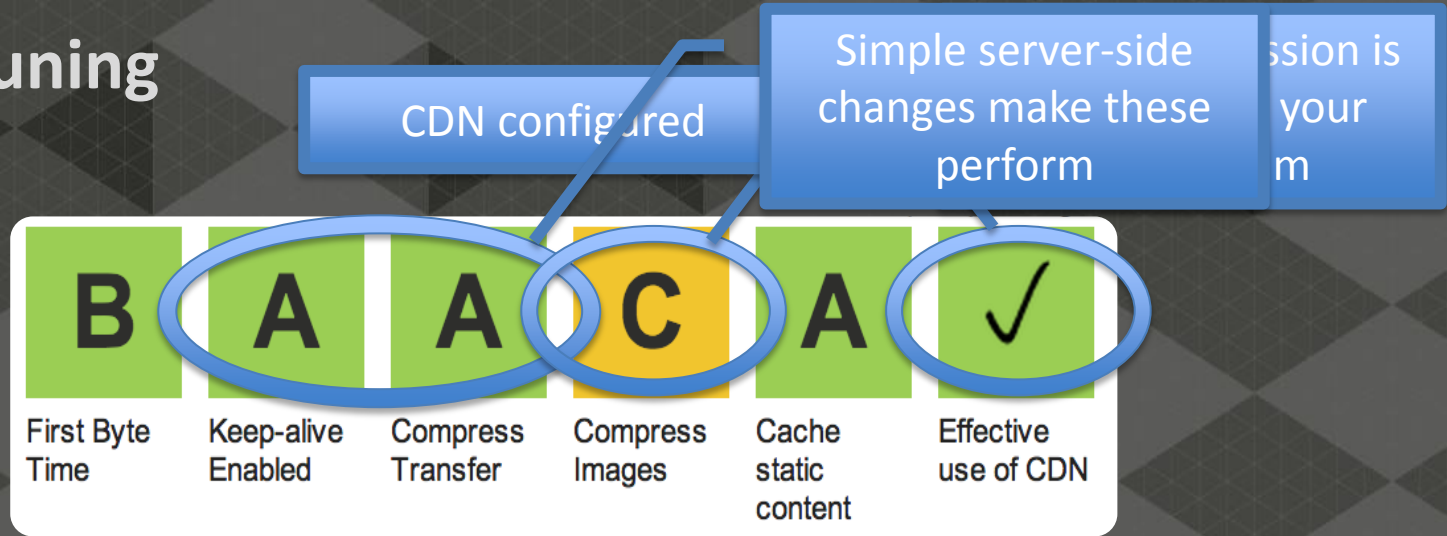 uning
CDN configured
Simple server-side
changes make these
perform
ssion is
your
m
B
A
A
C
A
✓
First Byte
Time
Keep-alive
Enabled
Compress
Transfer
Compress
Images
Cache
static
content
Effective
use of CDN